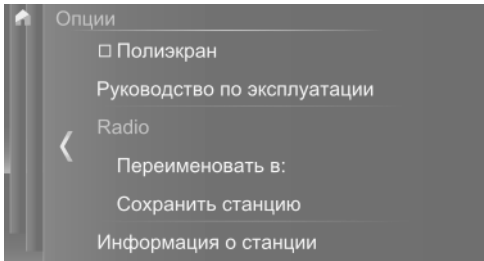 Опции
Полиэкран
Руководство по эксплуатации
Radio
Переименовать в:
Сохранить станцию
Информация о станции